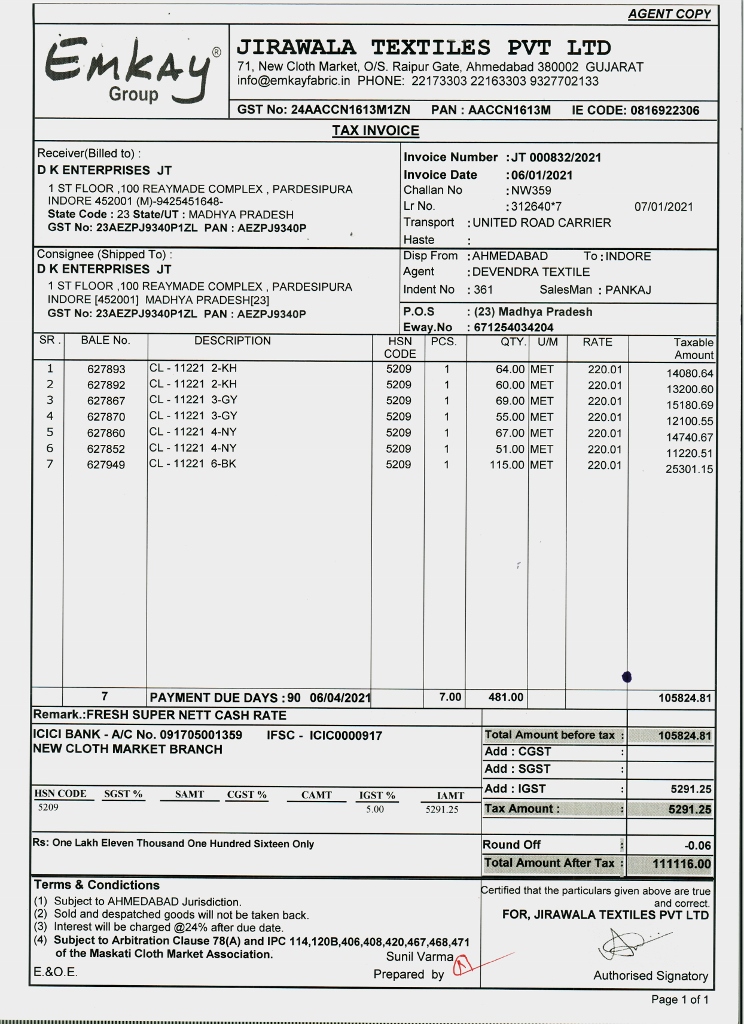 AGENT COPY
EMKAY®
Group
JIRAWALA TEXTILES PVT LTD
71, New Cloth Market, O/S. Raipur Gate, Ahmedabad 380002 GUJARAT
info@emkayfabric.in PHONE: 22173303 22163303 9327702133
GST No: 24AACCN1613M1ZN PAN : AACCN1613M IE CODE: 0816922306
TAX INVOICE
Receiver(Billed to) :
D K ENTERPRISES JT
1 ST FLOOR ,100 REAYMADE COMPLEX , PARDESIPURA
INDORE 452001 (M)-9425451648-
State Code : 23 State/UT : MADHYA PRADESH
GST No: 23AEZPJ9340P1ZL PAN : AEZPJ9340P
Invoice Number : JT 000832/2021
Invoice Date : 06/01/2021
Challan No : NW359
Lr No. : 312640*7 07/01/2021
Transport : UNITED ROAD CARRIER
Haste :
Consignee (Shipped To) :
D K ENTERPRISES JT
1 ST FLOOR ,100 REAYMADE COMPLEX , PARDESIPURA
INDORE [452001] MADHYA PRADESH[23]
GST No: 23AEZPJ9340P1ZL PAN : AEZPJ9340P
Disp From : AHMEDABAD To : INDORE
Agent : DEVENDRA TEXTILE
Indent No : 361 SalesMan : PANKAJ
P.O.S : (23) Madhya Pradesh
Eway.No : 671254034204
SR. BALE No. DESCRIPTION HSN CODE PCS. QTY. U/M RATE Taxable Amount
1 627893 CL - 11221 2-KH 5209 1 64.00 MET 220.01 14080.64
2 627892 CL - 11221 2-KH 5209 1 60.00 MET 220.01 13200.60
3 627867 CL - 11221 3-GY 5209 1 69.00 MET 220.01 15180.69
4 627870 CL - 11221 3-GY 5209 1 55.00 MET 220.01 12100.55
5 627860 CL - 11221 4-NY 5209 1 67.00 MET 220.01 14740.67
6 627852 CL - 11221 4-NY 5209 1 51.00 MET 220.01 11220.51
7 627949 CL - 11221 6-BK 5209 1 115.00 MET 220.01 25301.15
7 PAYMENT DUE DAYS : 90 06/04/2021 7.00 481.00 105824.81
Remark.:FRESH SUPER NETT CASH RATE
ICICI BANK - A/C No. 091705001359 IFSC - ICIC0000917
NEW CLOTH MARKET BRANCH
Total Amount before tax : 105824.81
Add : CGST :
Add : SGST :
Add : IGST : 5291.25
Tax Amount : 5291.25
HSN CODE SGST % SAMT CGST % CAMT IGST % IAMT
5209 5.00 5291.25
Rs: One Lakh Eleven Thousand One Hundred Sixteen Only
Round Off : -0.06
Total Amount After Tax : 111116.00
Terms & Conditions
(1) Subject to AHMEDABAD Jurisdiction.
(2) Sold and despatched goods will not be taken back.
(3) Interest will be charged @24% after due date.
(4) Subject to Arbitration Clause 78(A) and IPC 114,120B,406,408,420,467,468,471
of the Maskati Cloth Market Association.
Sunil Varma
E.&O.E.
Prepared by
Certified that the particulars given above are true
and correct.
FOR, JIRAWALA TEXTILES PVT LTD
Authorised Signatory
Page 1 of 1